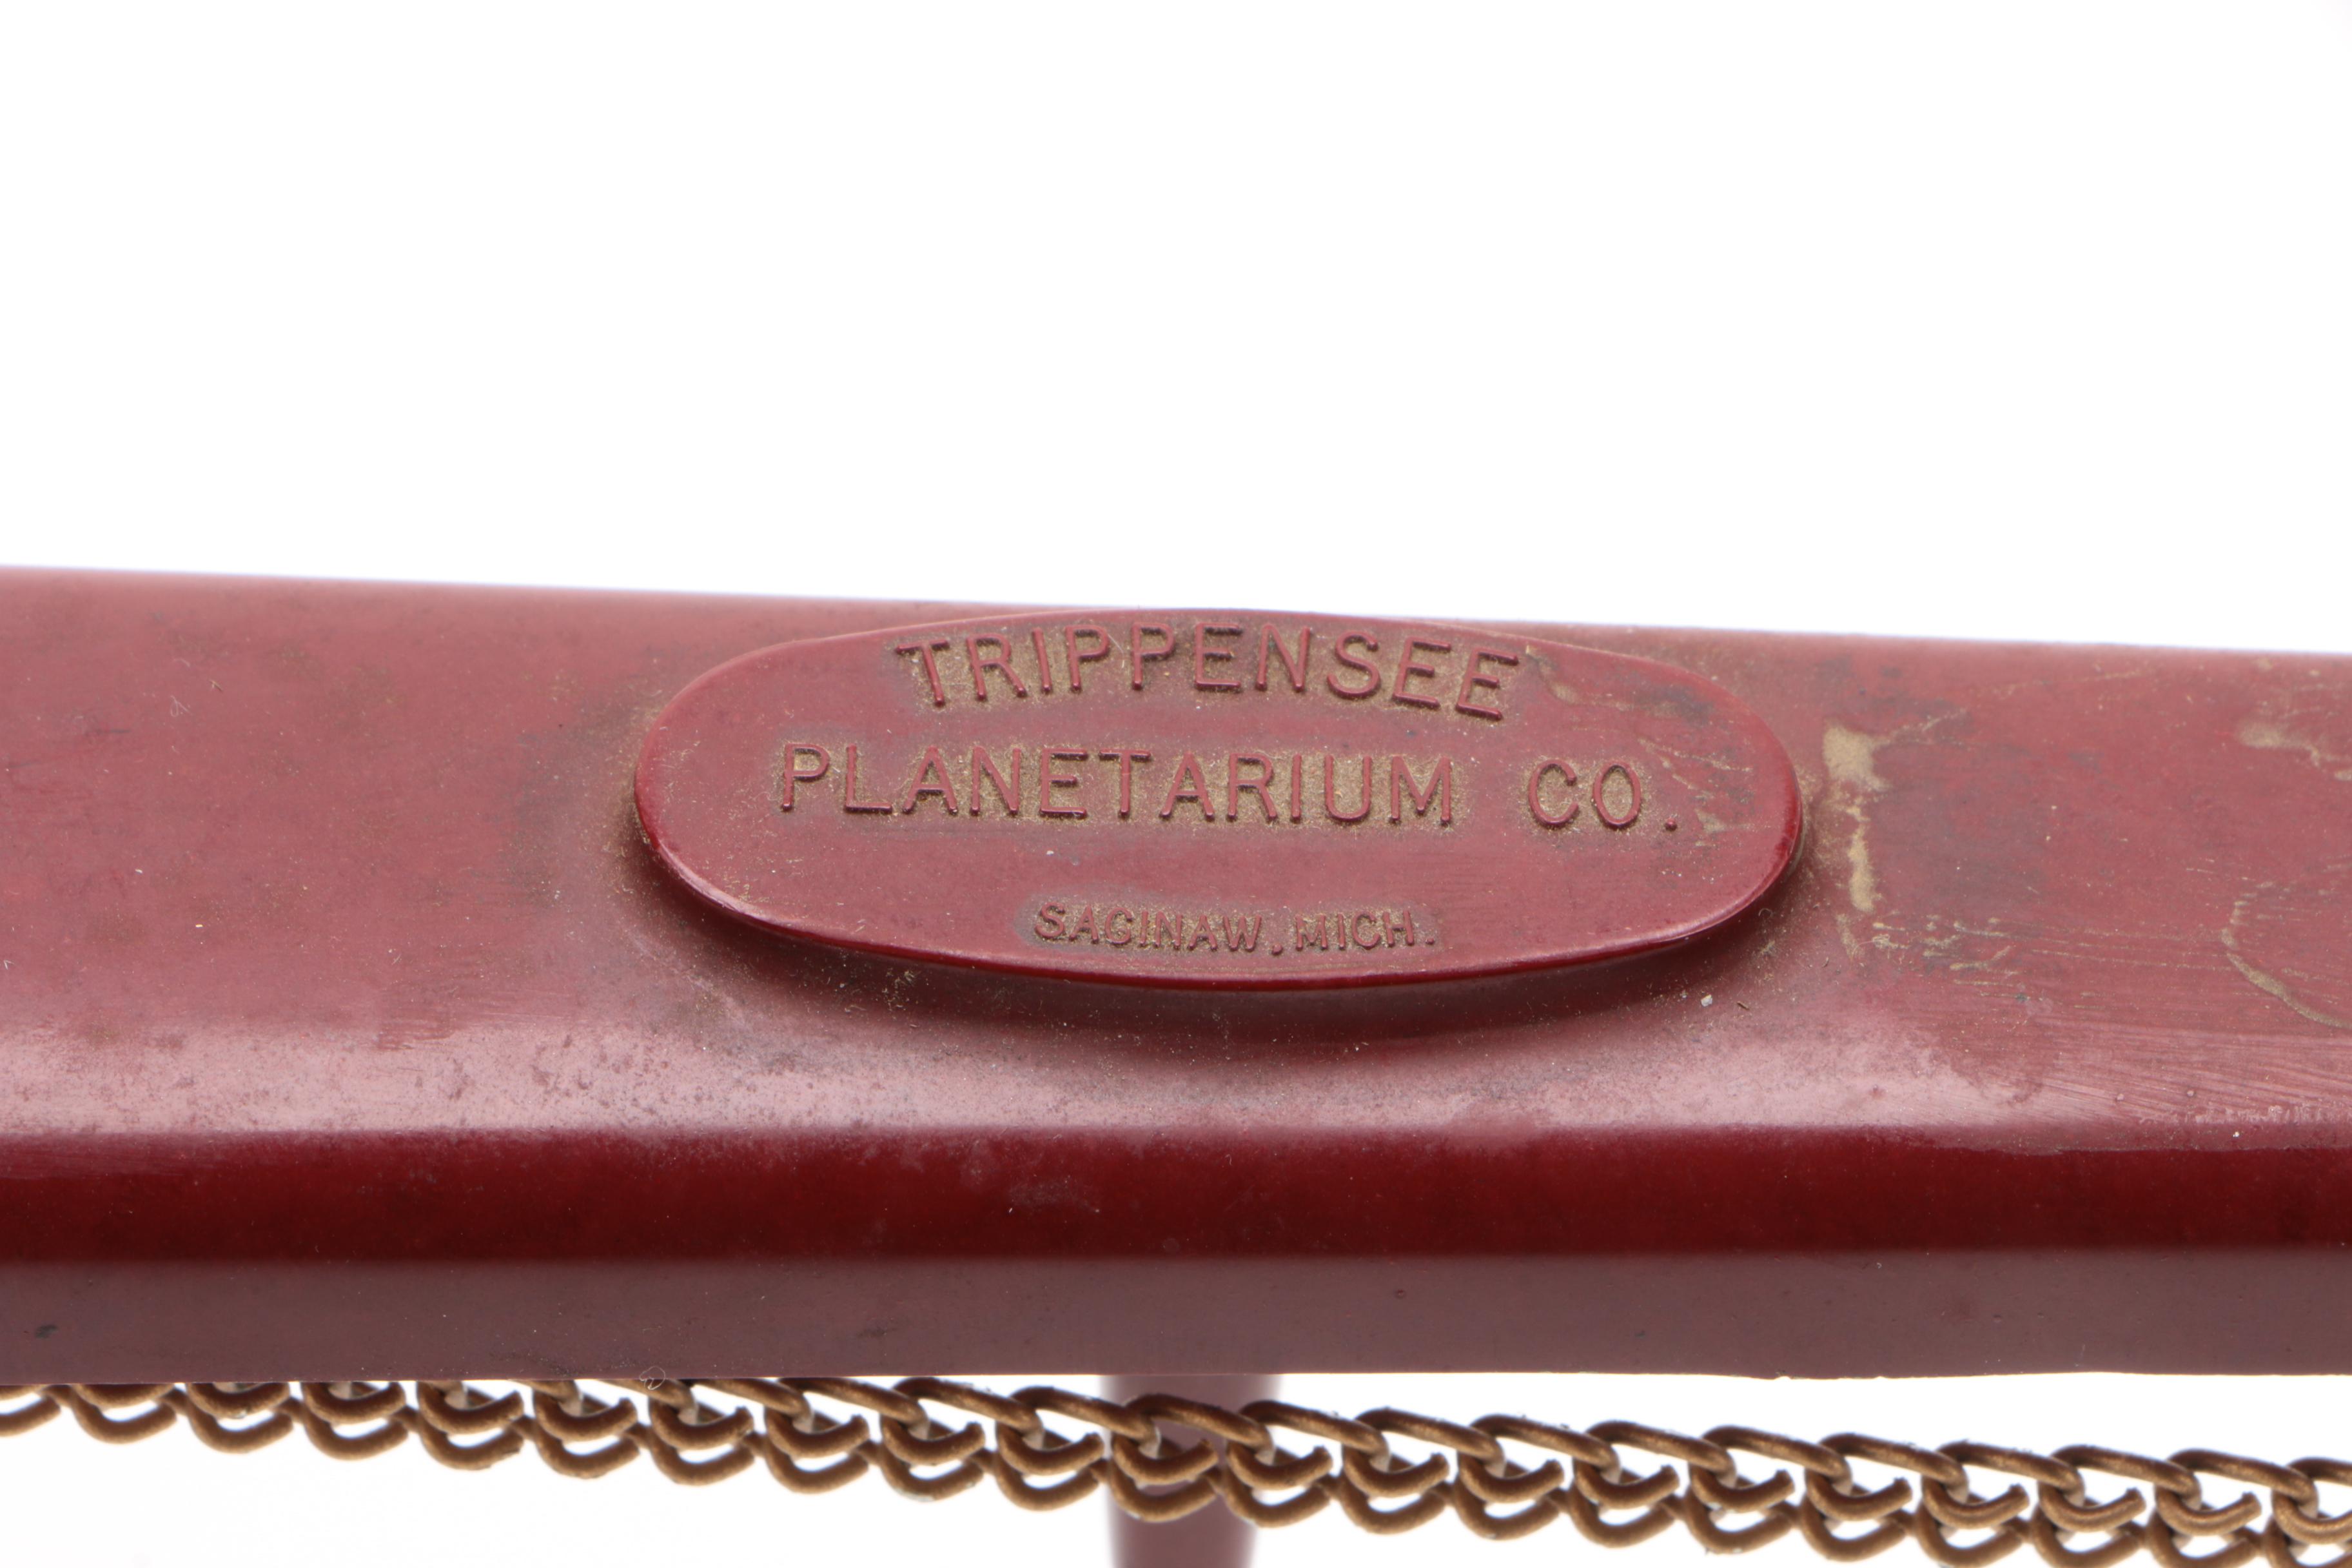 TRIPPENSEE
PLANETARIUM CO.
SAGINAW, MICH.